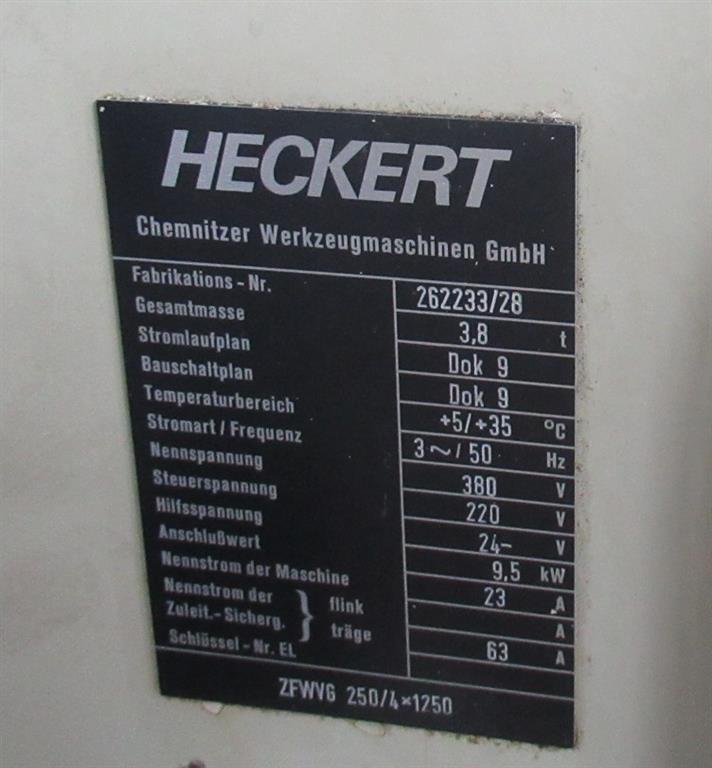 HECKERT
Chemnitzer Werkzeugmaschinen GmbH
Fabrikations-Nr. 262233/28
Gesamtmasse 3,8 t
Stromlaufplan Dok 9
Bauschaltplan Dok 9
Temperaturbereich +5/+35 °C
Stromart/Frequenz 3~/50 Hz
Nennspannung 380 V
Steuerspannung 220 V
Hilfsspannung 24– V
Anschlußwert 9,5 kW
Nennstrom der Maschine 23 A
Nennstrom der } flink A
Zuleit.-Sicherg. } träge 63 A
Schlüssel-Nr. EL
ZFWVG 250/4×1250